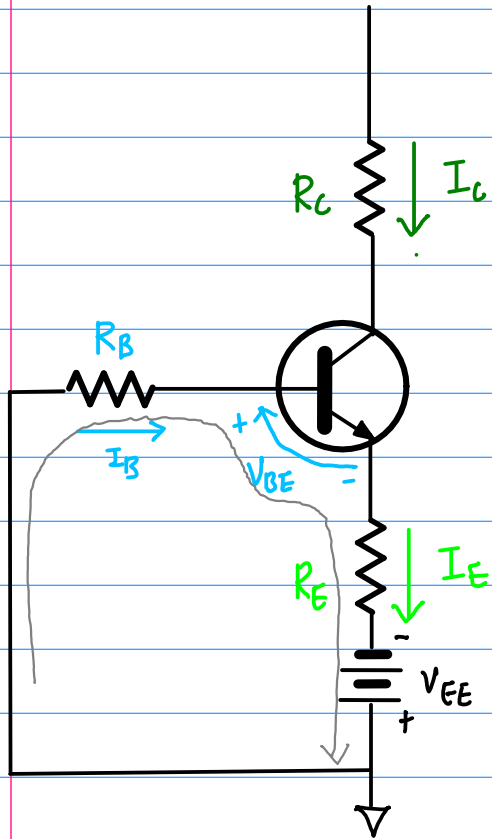 R_C
I_C
R_B
+
I_B
V_BE
-
R_E
I_E
-
V_EE
+